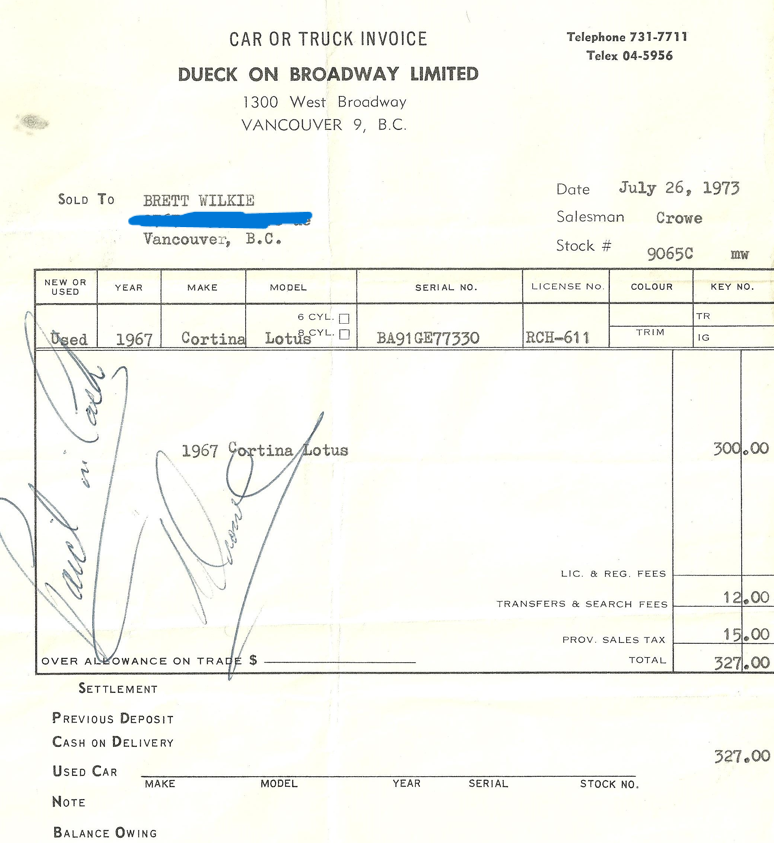 CAR OR TRUCK INVOICE
Telephone 731-7711
Telex 04-5956
DUECK ON BROADWAY LIMITED
1300 West Broadway
VANCOUVER 9, B.C.
SOLD TO BRETT WILKIE
Vancouver, B.C.
Date July 26, 1973
Salesman Crowe
Stock # 9065C mw
NEW OR USED YEAR MAKE MODEL SERIAL NO. LICENSE NO. COLOUR KEY NO.
6 CYL. TR
8 CYL. TRIM IG
Used 1967 Cortina Lotus BA91GE77330 RCH-611
Paid in Cash
1967 Cortina Lotus 300.00
Crowe
LIC. & REG. FEES
TRANSFERS & SEARCH FEES 12.00
PROV. SALES TAX 15.00
OVER ALLOWANCE ON TRADE $ TOTAL 327.00
SETTLEMENT
PREVIOUS DEPOSIT
CASH ON DELIVERY 327.00
USED CAR
MAKE MODEL YEAR SERIAL STOCK NO.
NOTE
BALANCE OWING